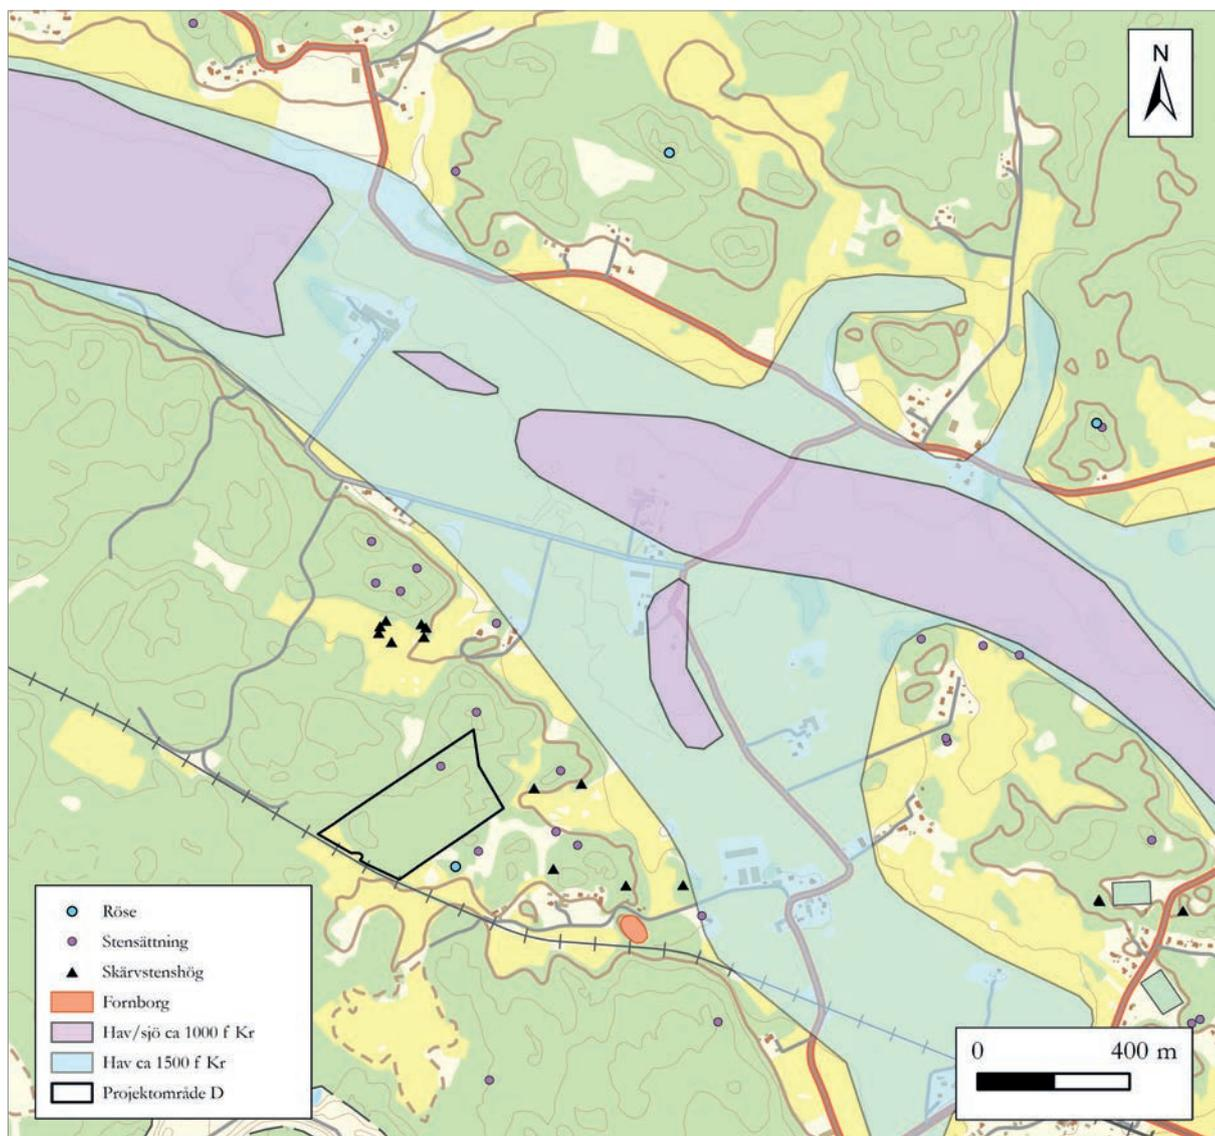 N
Röse
Stensättning
Skärvstenshög
Fornborg
Hav/sjö ca 1000 f Kr
Hav ca 1500 f Kr
Projektområde D
0 400 m